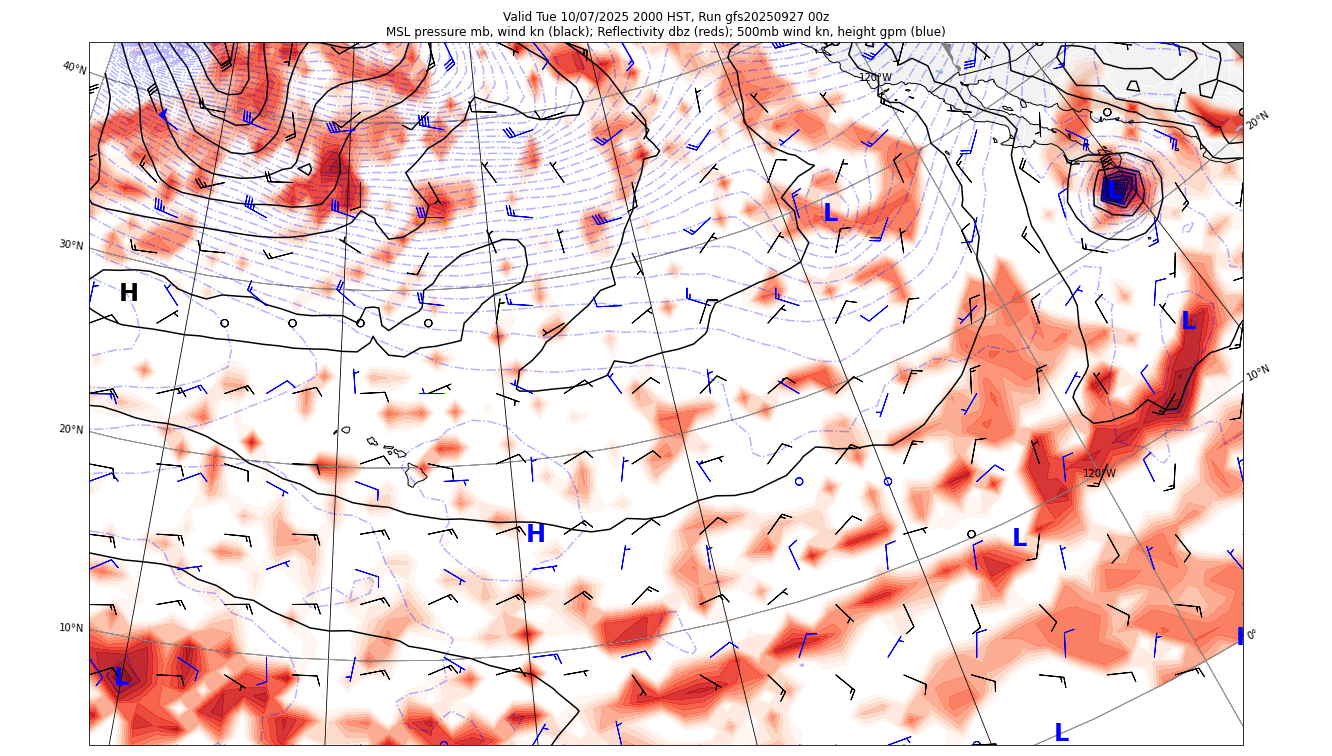 Valid Tue 10/07/2025 2000 HST, Run gfs20250927 00z
MSL pressure mb, wind kn (black); Reflectivity dbz (reds); 500mb wind kn, height gpm (blue)
40°N
120°W
20°N
L
L
30°N
H
L
10°N
20°N
120°W
H
L
10°N
0°
L
L